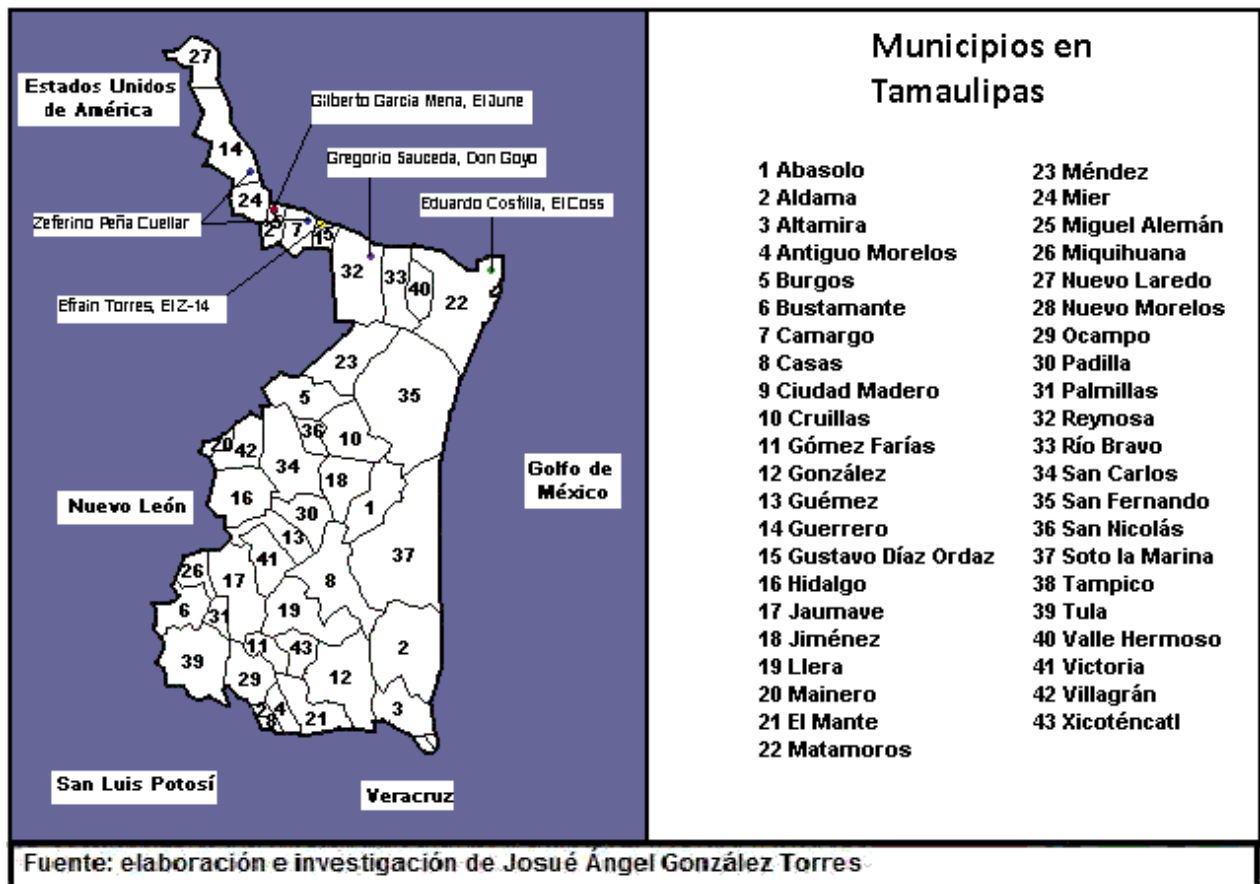 Municipios en
Tamaulipas
Estados Unidos
de América
Gilberto Garcia Mena, El June
Gregorio Sauceda, Don Goyo
Eduardo Costilla, El Coss
Zeferino Peña Cuellar
Efrain Torres, El Z-14
Golfo de
México
Nuevo León
San Luis Potosí
Veracruz
27
14
24
7
15
32
33
40
22
23
35
5
36
10
20
42
34
18
16
1
30
13
41
37
26
17
8
6
31
19
11
43
2
39
29
12
28
4
21
3
1 Abasolo
2 Aldama
3 Altamira
4 Antiguo Morelos
5 Burgos
6 Bustamante
7 Camargo
8 Casas
9 Ciudad Madero
10 Cruillas
11 Gómez Farías
12 González
13 Guémez
14 Guerrero
15 Gustavo Díaz Ordaz
16 Hidalgo
17 Jaumave
18 Jiménez
19 Llera
20 Mainero
21 El Mante
22 Matamoros
23 Méndez
24 Mier
25 Miguel Alemán
26 Miquihuana
27 Nuevo Laredo
28 Nuevo Morelos
29 Ocampo
30 Padilla
31 Palmillas
32 Reynosa
33 Río Bravo
34 San Carlos
35 San Fernando
36 San Nicolás
37 Soto la Marina
38 Tampico
39 Tula
40 Valle Hermoso
41 Victoria
42 Villagrán
43 Xicoténcatl
Fuente: elaboración e investigación de Josué Ángel González Torres